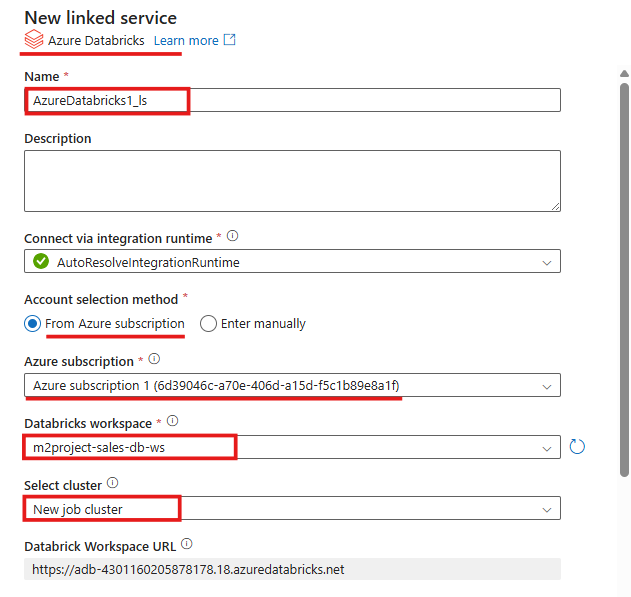 New linked service
Azure Databricks Learn more
Name *
AzureDatabricks1_ls
Description
Connect via integration runtime *
AutoResolveIntegrationRuntime
Account selection method *
From Azure subscription Enter manually
Azure subscription *
Azure subscription 1 (6d39046c-a70e-406d-a15d-f5c1b89e8a1f)
Databricks workspace *
m2project-sales-db-ws
Select cluster
New job cluster
Databrick Workspace URL
https://adb-4301160205878178.18.azuredatabricks.net